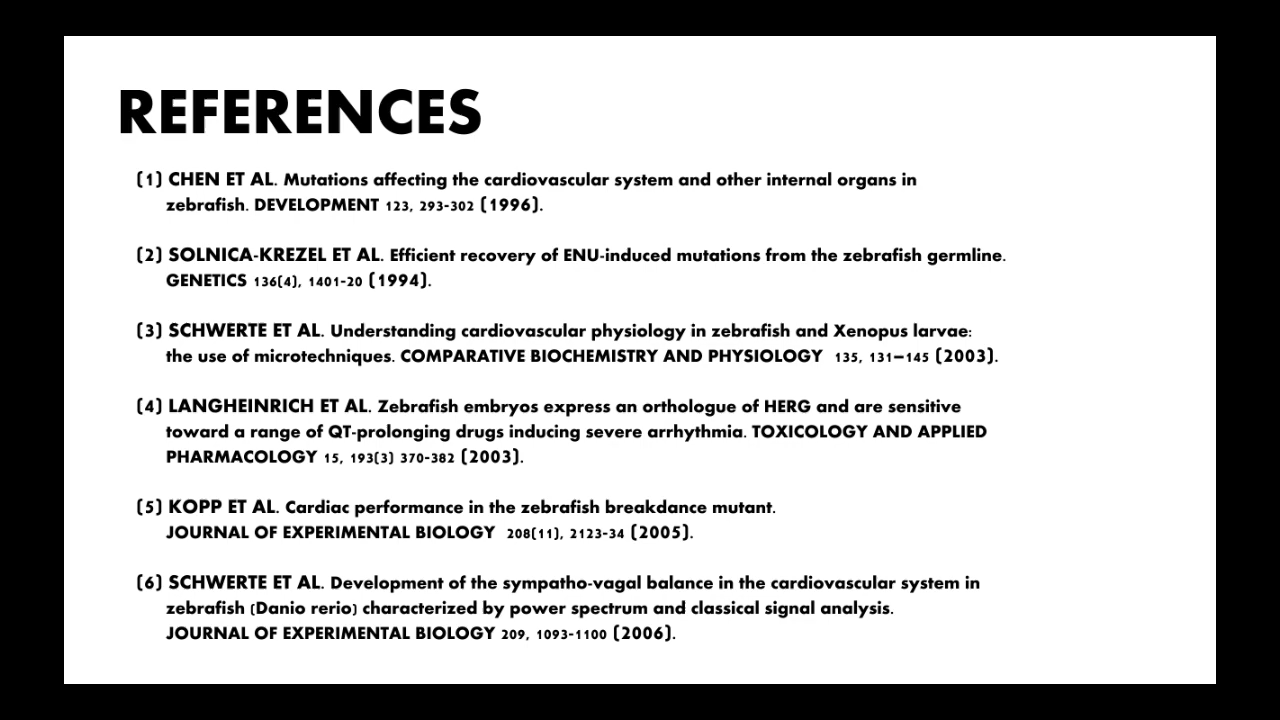 REFERENCES
(1) CHEN ET AL. Mutations affecting the cardiovascular system and other internal organs in
zebrafish. DEVELOPMENT 123, 293-302 (1996).
(2) SOLNICA-KREZEL ET AL. Efficient recovery of ENU-induced mutations from the zebrafish germline.
GENETICS 136(4), 1401-20 (1994).
(3) SCHWERTE ET AL. Understanding cardiovascular physiology in zebrafish and Xenopus larvae:
the use of microtechniques. COMPARATIVE BIOCHEMISTRY AND PHYSIOLOGY 135, 131–145 (2003).
(4) LANGHEINRICH ET AL. Zebrafish embryos express an orthologue of HERG and are sensitive
toward a range of QT-prolonging drugs inducing severe arrhythmia. TOXICOLOGY AND APPLIED
PHARMACOLOGY 15, 193(3) 370-382 (2003).
(5) KOPP ET AL. Cardiac performance in the zebrafish breakdance mutant.
JOURNAL OF EXPERIMENTAL BIOLOGY 208(11), 2123-34 (2005).
(6) SCHWERTE ET AL. Development of the sympatho-vagal balance in the cardiovascular system in
zebrafish (Danio rerio) characterized by power spectrum and classical signal analysis.
JOURNAL OF EXPERIMENTAL BIOLOGY 209, 1093-1100 (2006).